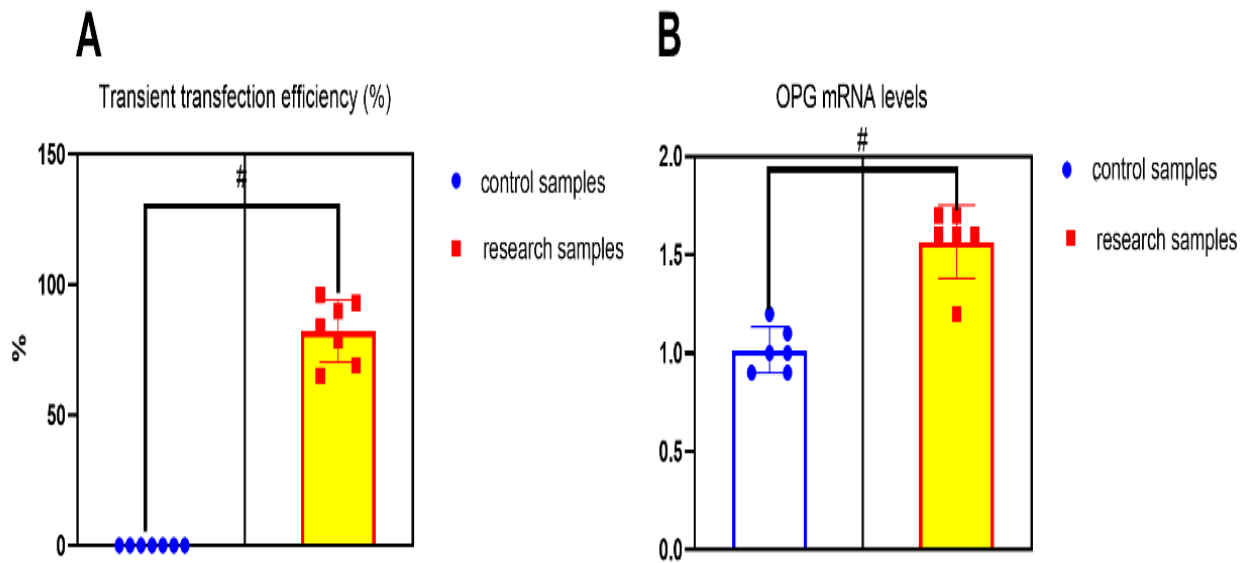 A
Transient transfection efficiency (%)
150
100
50
0
%
#
control samples
research samples
B
OPG mRNA levels
#
2.0
1.5
1.0
0.5
0.0
control samples
research samples